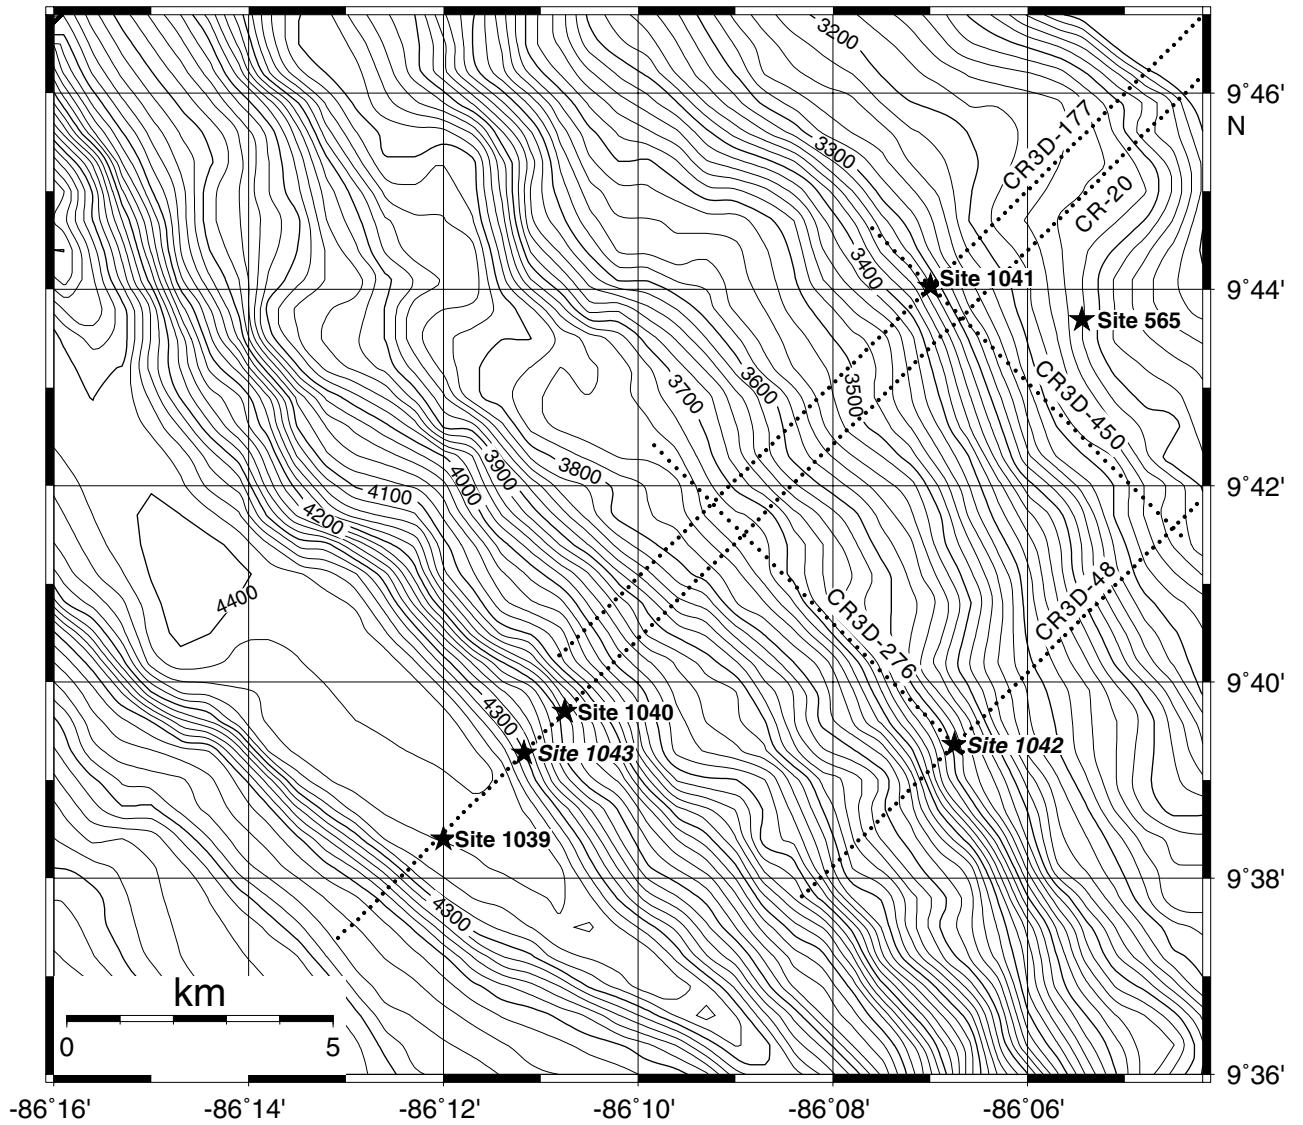 3200
9°46'
N
CR3D-177
3300
CR-20
3400
Site 1041
9°44'
Site 565
3700
3600
3500
CR3D-450
3900
3800
4000
4100
9°42'
4200
4400
CR3D-276
CR3D-48
9°40'
4300
Site 1040
Site 1043
Site 1042
Site 1039
9°38'
4300
km
0 5
9°36'
-86°16' -86°14' -86°12' -86°10' -86°08' -86°06'